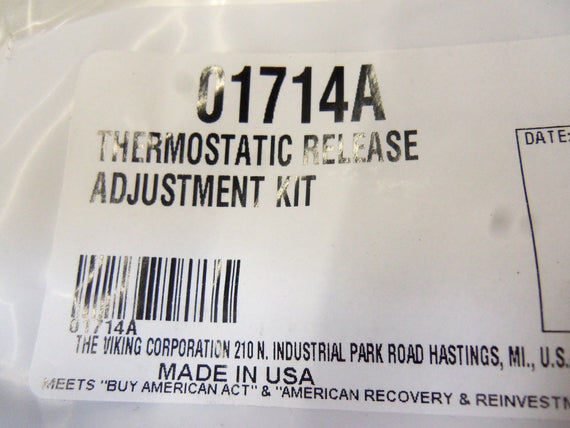 01714A
THERMOSTATIC RELEASE
ADJUSTMENT KIT
DATE:
01714A
THE VIKING CORPORATION 210 N. INDUSTRIAL PARK ROAD HASTINGS, MI., U.S.
MADE IN USA
MEETS "BUY AMERICAN ACT" & "AMERICAN RECOVERY & REINVESTM